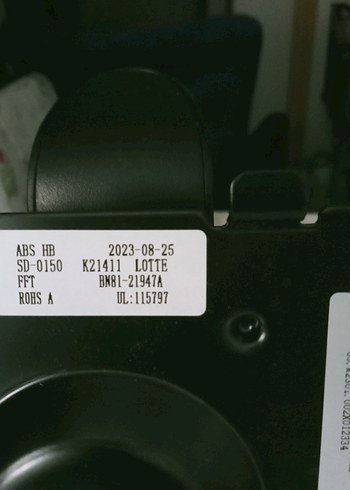 ABS HB 2023-08-25
SD-0150 K21411 LOTTE
FFT BN81-21947A
ROHS A UL:115797